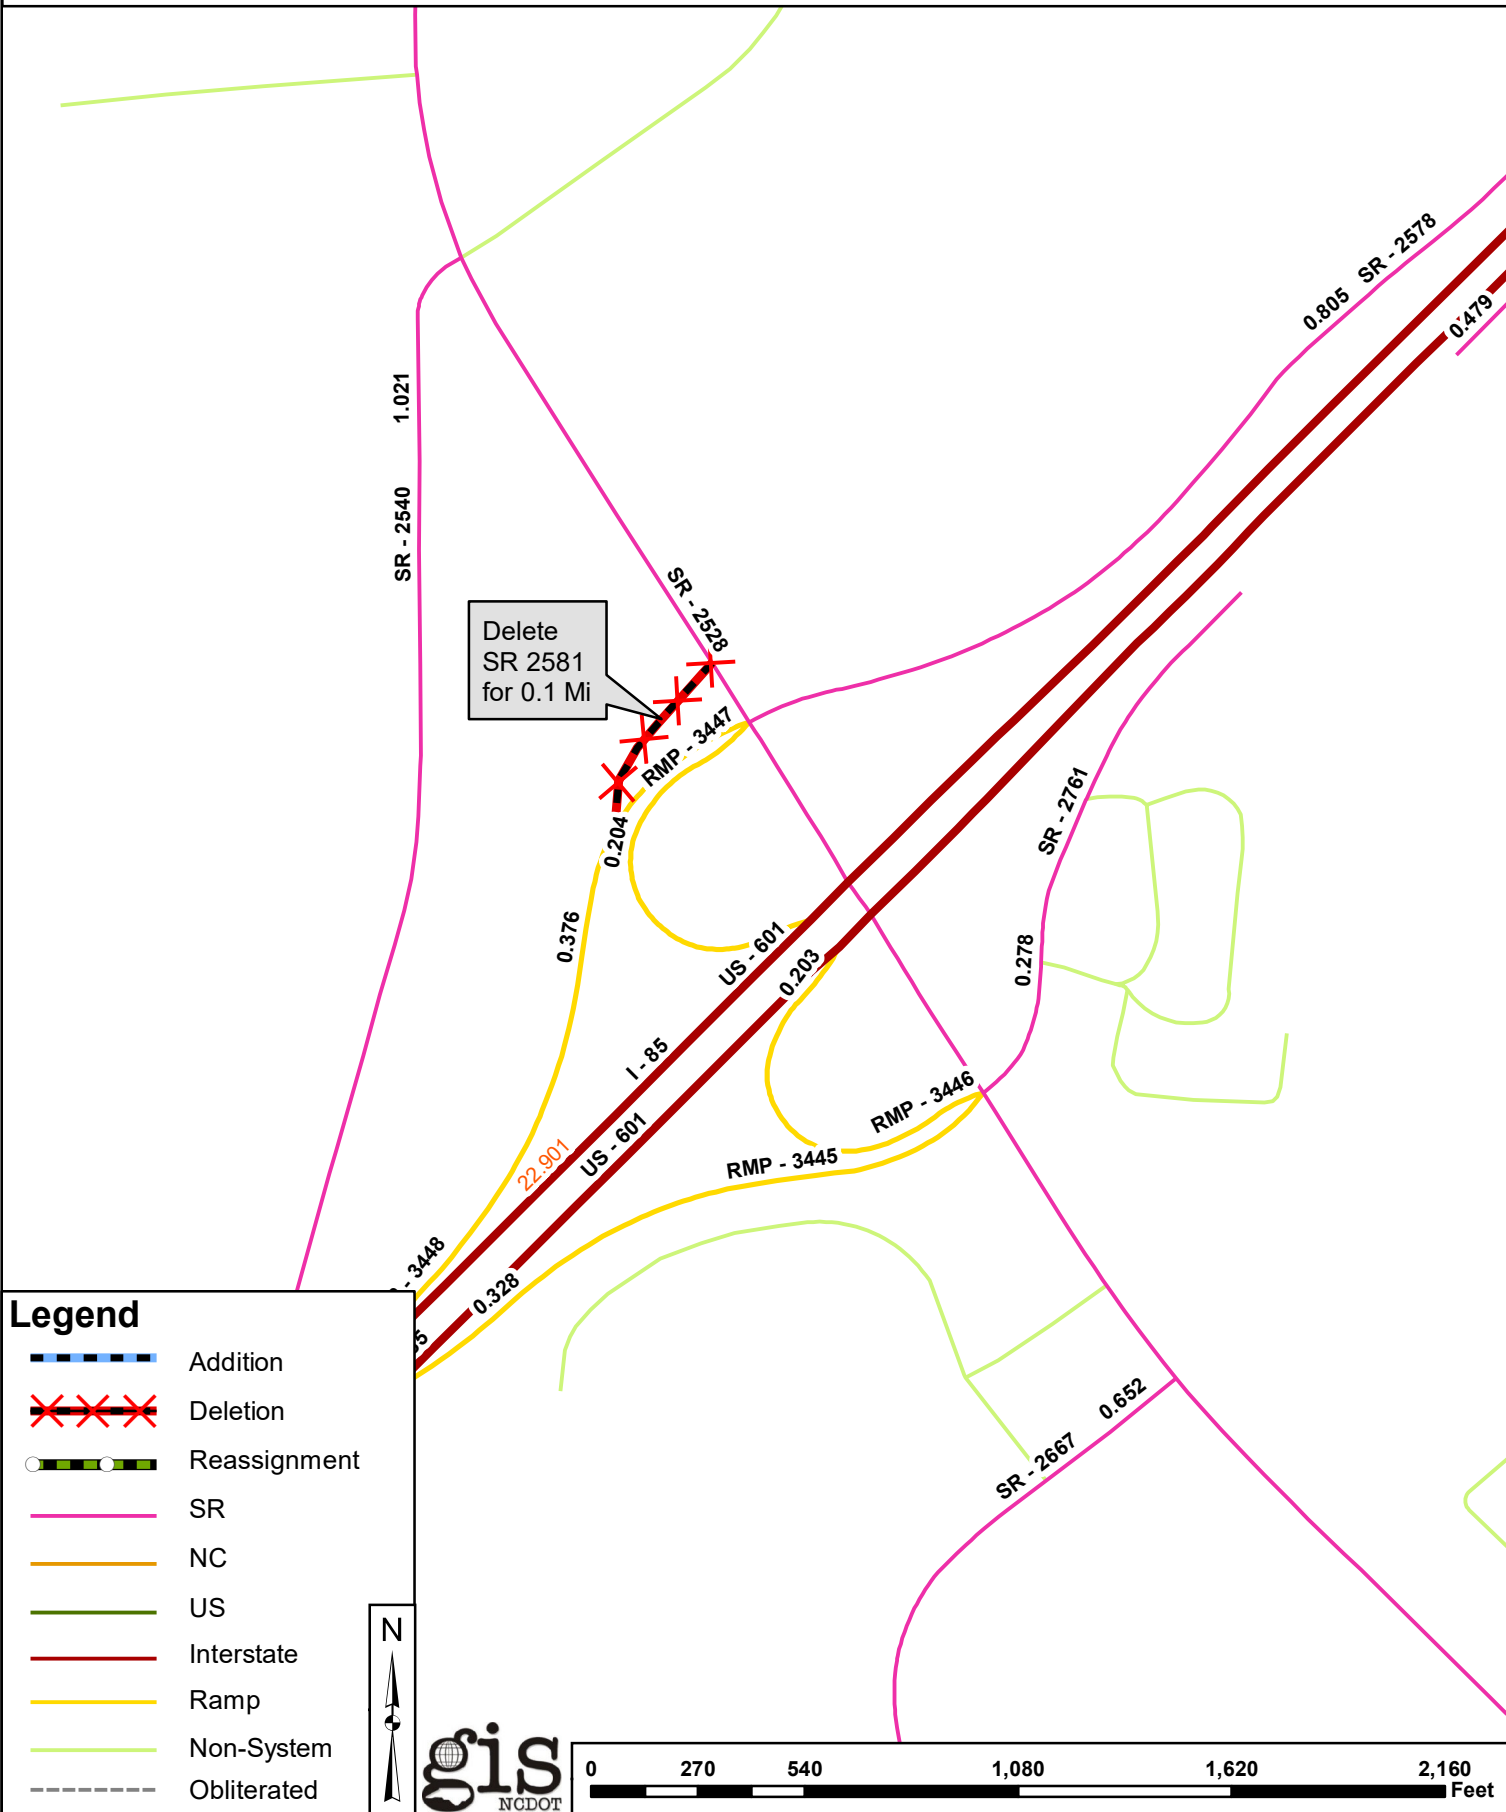 SR - 2578
0.805
0.479
1.021
SR - 2540
SR - 2528
Delete
SR 2581
for 0.1 Mi
RMP - 3447
0.204
SR - 2761
0.376
US - 601
0.203
0.278
I - 85
RMP - 3446
22.901
US - 601
RMP - 3445
- 3448
0.328
0.652
SR - 2667
Legend
Addition
Deletion
Reassignment
SR
NC
US
Interstate
Ramp
Non-System
Obliterated
N
gis
NCDOT
0 270 540 1,080 1,620 2,160
Feet